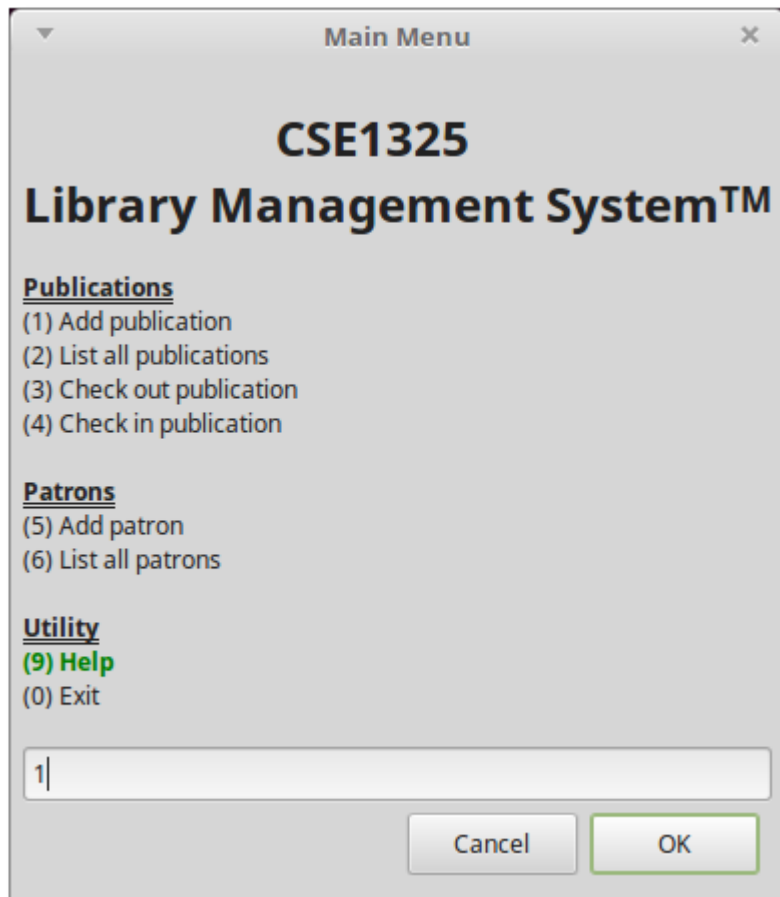 Main Menu
CSE1325
Library Management System™
Publications
(1) Add publication
(2) List all publications
(3) Check out publication
(4) Check in publication
Patrons
(5) Add patron
(6) List all patrons
Utility
(9) Help
(0) Exit
1
Cancel OK